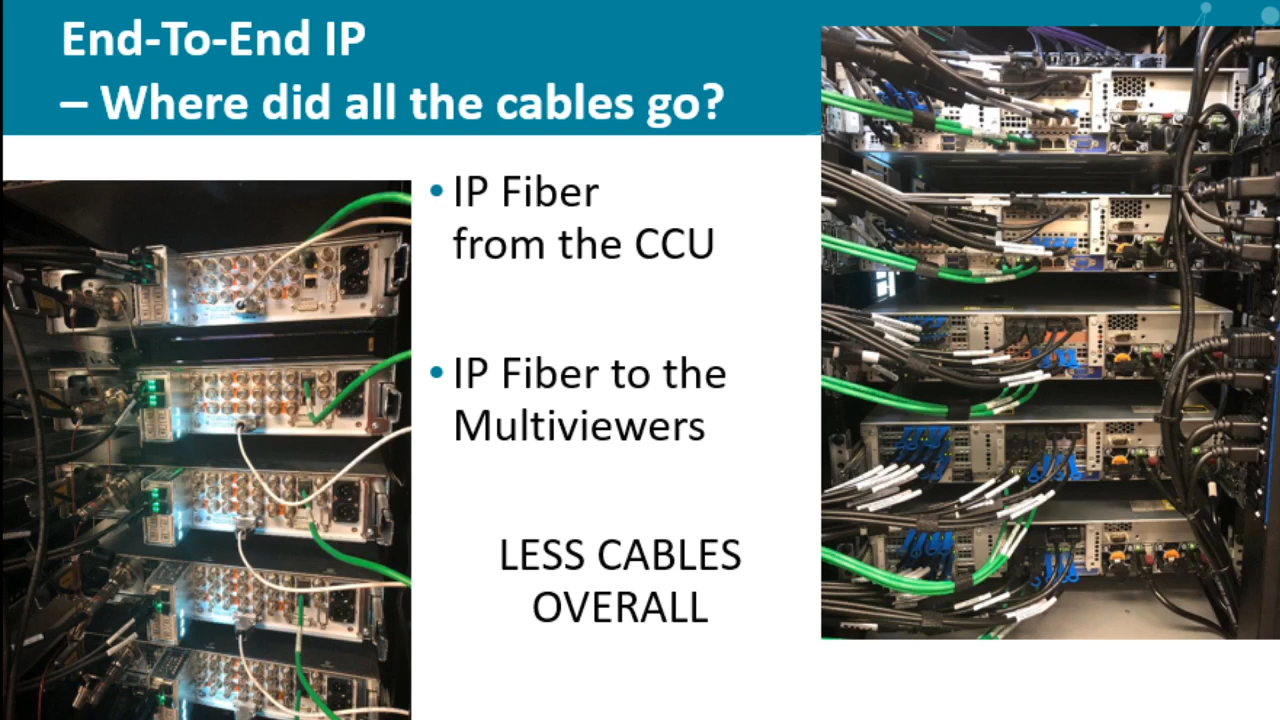 End-To-End IP
– Where did all the cables go?
• IP Fiber
from the CCU
• IP Fiber to the
Multiviewers
LESS CABLES
OVERALL